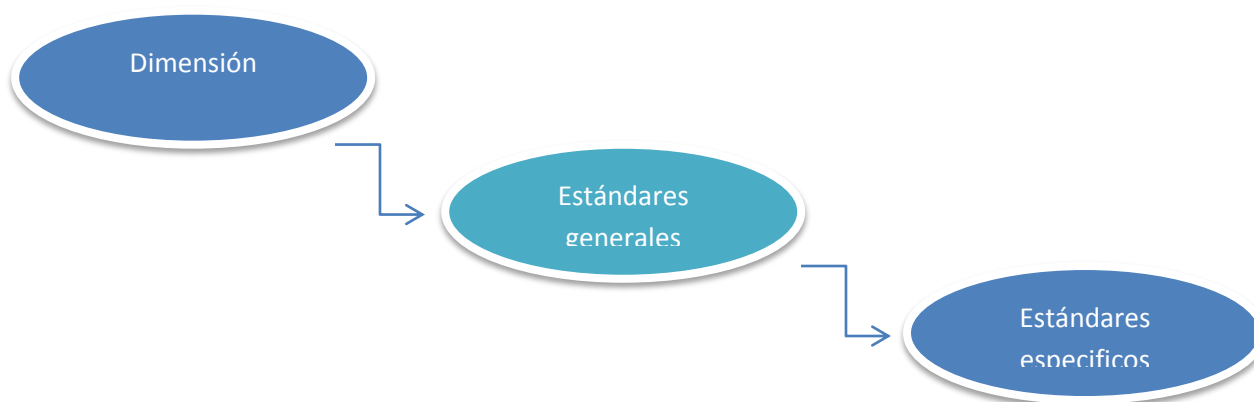 Dimensión
Estándares
generales
Estándares
especificos